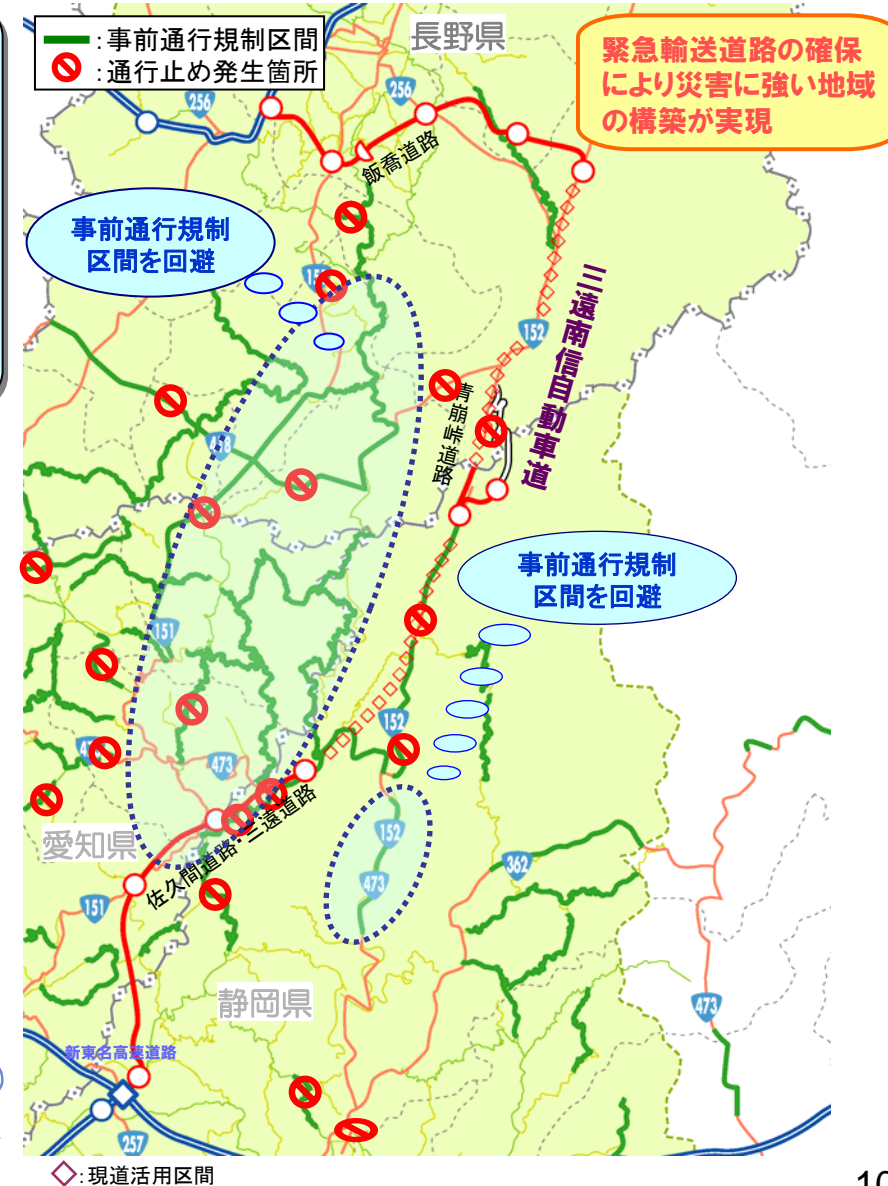 :事前通行規制区間
:通行止め発生箇所
長野県
緊急輸送道路の確保
により災害に強い地域
の構築が実現
256
256
飯喬道路
事前通行規制
区間を回避
三遠南信自動車道
152
青崩峠道路
事前通行規制
区間を回避
151
152
473
152
473
362
愛知県
佐久間道路・三遠道路
151
静岡県
473
新東名高速道路
257
:現道活用区間
10